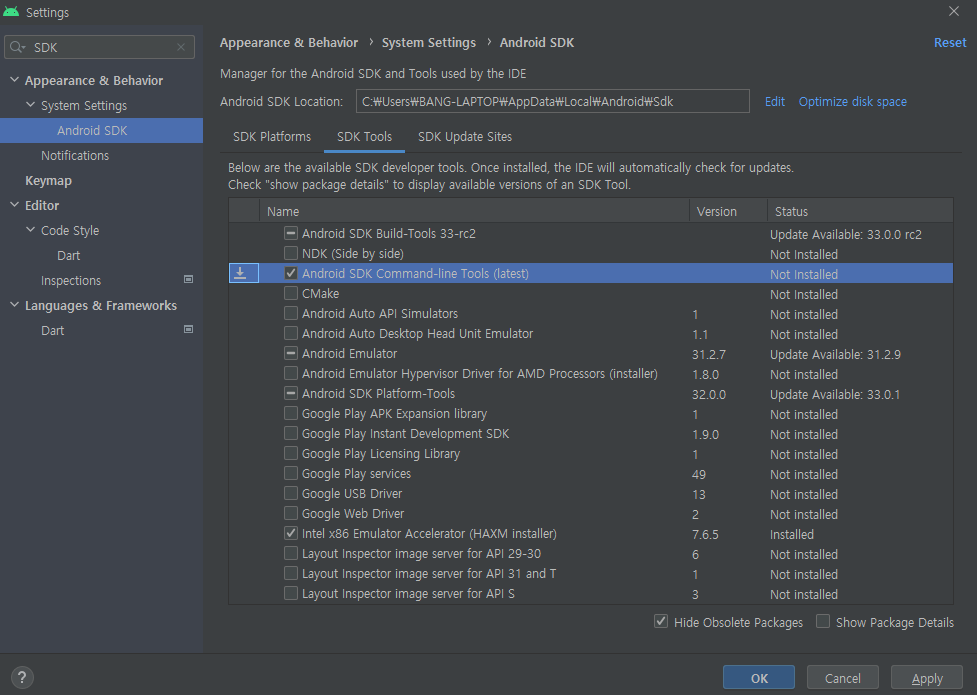 Settings
SDK
Appearance & Behavior
System Settings
Android SDK
Notifications
Keymap
Editor
Code Style
Dart
Inspections
Languages & Frameworks
Dart
Appearance & Behavior › System Settings › Android SDK
Reset
Manager for the Android SDK and Tools used by the IDE
Android SDK Location: C:₩Users₩BANG-LAPTOP₩AppData₩Local₩Android₩Sdk Edit Optimize disk space
SDK Platforms SDK Tools SDK Update Sites
Below are the available SDK developer tools. Once installed, the IDE will automatically check for updates.
Check "show package details" to display available versions of an SDK Tool.
Name Version Status
Android SDK Build-Tools 33-rc2 Update Available: 33.0.0 rc2
NDK (Side by side) Not Installed
Android SDK Command-line Tools (latest) Not Installed
CMake Not Installed
Android Auto API Simulators 1 Not installed
Android Auto Desktop Head Unit Emulator 1.1 Not installed
Android Emulator 31.2.7 Update Available: 31.2.9
Android Emulator Hypervisor Driver for AMD Processors (installer) 1.8.0 Not installed
Android SDK Platform-Tools 32.0.0 Update Available: 33.0.1
Google Play APK Expansion library 1 Not installed
Google Play Instant Development SDK 1.9.0 Not installed
Google Play Licensing Library 1 Not installed
Google Play services 49 Not installed
Google USB Driver 13 Not installed
Google Web Driver 2 Not installed
Intel x86 Emulator Accelerator (HAXM installer) 7.6.5 Installed
Layout Inspector image server for API 29-30 6 Not installed
Layout Inspector image server for API 31 and T 1 Not installed
Layout Inspector image server for API S 3 Not installed
Hide Obsolete Packages Show Package Details
? OK Cancel Apply